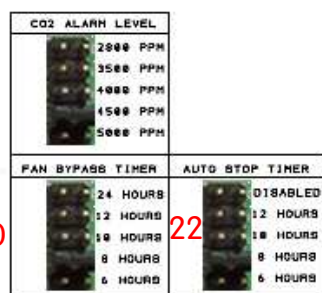 CO2 ALARM LEVEL
2800 PPM
3500 PPM
4000 PPM
4500 PPM
5000 PPM
FAN BYPASS TIMER
24 HOURS
12 HOURS
10 HOURS
8 HOURS
6 HOURS
AUTO STOP TIMER
22
DISABLED
12 HOURS
10 HOURS
8 HOURS
6 HOURS